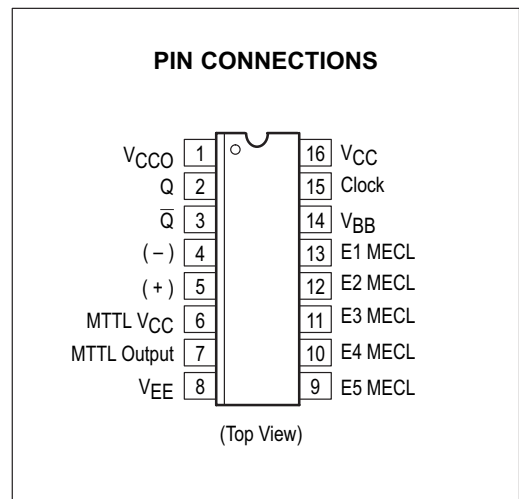 PIN CONNECTIONS
VCCO 1 16 VCC
Q 2 15 Clock
Q̅ 3 14 VBB
( – ) 4 13 E1 MECL
( + ) 5 12 E2 MECL
MTTL VCC 6 11 E3 MECL
MTTL Output 7 10 E4 MECL
VEE 8 9 E5 MECL
(Top View)